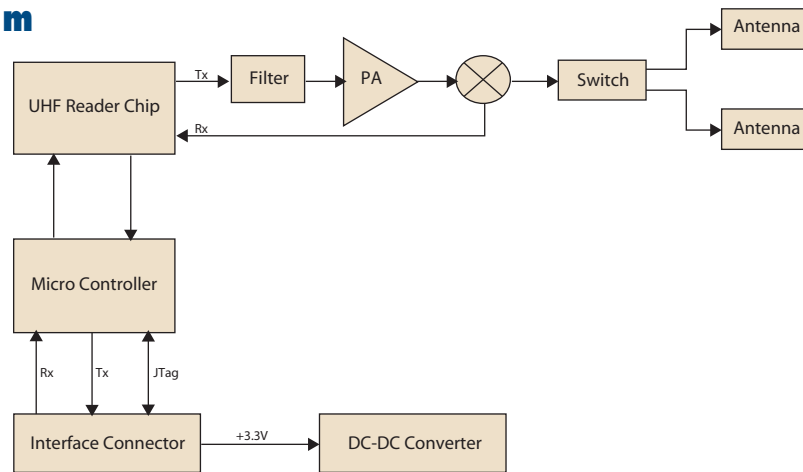 m
Antenna
Tx
Filter
PA
Switch
UHF Reader Chip
Rx
Antenna
Micro Controller
Rx
Tx
JTag
Interface Connector
+3.3V
DC-DC Converter